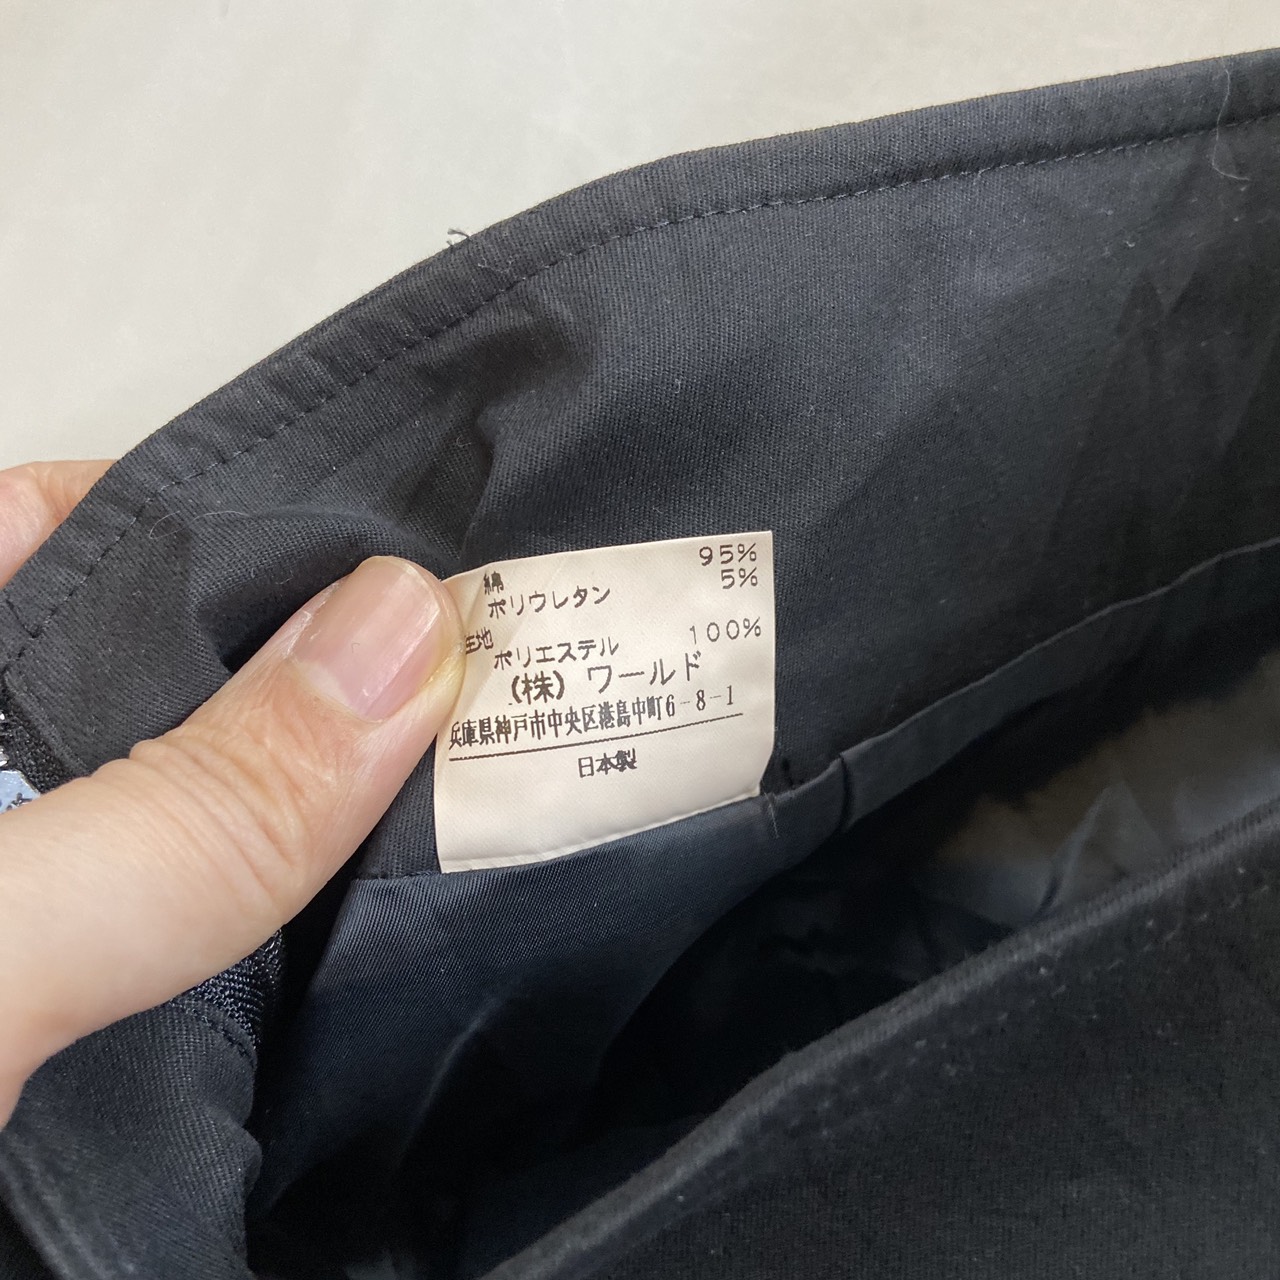 綿 95%
ポリウレタン 5%
地
ポリエステル 100%
(株) ワールド
兵庫県神戸市中央区港島中町6-8-1
日本製